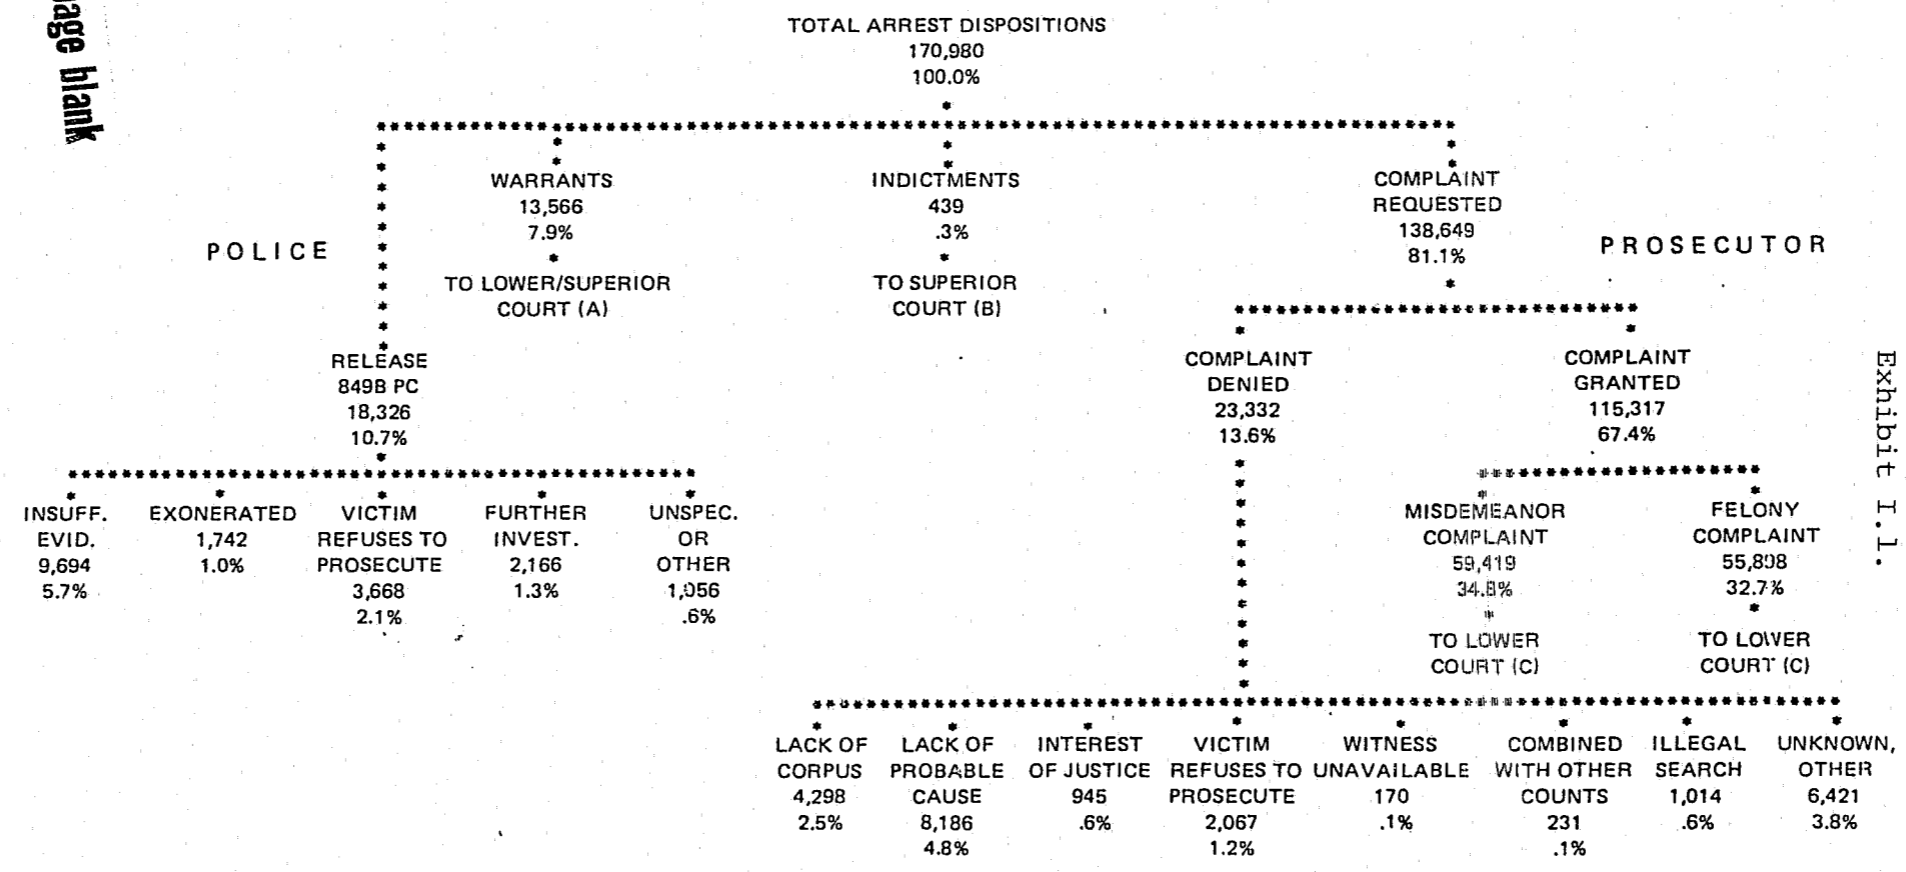 age blank
TOTAL ARREST DISPOSITIONS
170,980
100.0%
POLICE
PROSECUTOR
WARRANTS
13,566
7.9%
TO LOWER/SUPERIOR
COURT (A)
INDICTMENTS
439
.3%
TO SUPERIOR
COURT (B)
COMPLAINT
REQUESTED
138,649
81.1%
RELEASE
849B PC
18,326
10.7%
COMPLAINT
DENIED
23,332
13.6%
COMPLAINT
GRANTED
115,317
67.4%
Exhibit I.1.
INSUFF.
EVID.
9,694
5.7%
EXONERATED
1,742
1.0%
VICTIM
REFUSES TO
PROSECUTE
3,668
2.1%
FURTHER
INVEST.
2,166
1.3%
UNSPEC.
OR
OTHER
1,056
.6%
MISDEMEANOR
COMPLAINT
59,419
34.8%
TO LOWER
COURT (C)
FELONY
COMPLAINT
55,898
32.7%
TO LOWER
COURT (C)
LACK OF
CORPUS
4,298
2.5%
LACK OF
PROBABLE
CAUSE
8,186
4.8%
INTEREST
OF JUSTICE
945
.6%
VICTIM
REFUSES TO
PROSECUTE
2,067
1.2%
WITNESS
UNAVAILABLE
170
.1%
COMBINED
WITH OTHER
COUNTS
231
.1%
ILLEGAL
SEARCH
1,014
.6%
UNKNOWN,
OTHER
6,421
3.8%